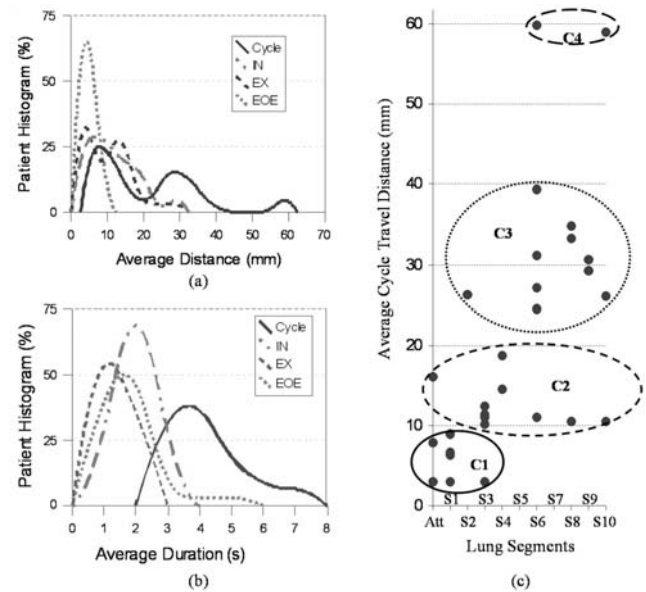 Patient Histogram (%)
75
50
25
0
0 10 20 30 40 50 60 70
Average Distance (mm)
Cycle
IN
EX
EOE
(a)
Patient Histogram (%)
75
50
25
0
0 1 2 3 4 5 6 7 8
Average Duration (s)
Cycle
IN
EX
EOE
(b)
Average Cycle Travel Distance (mm)
60
50
40
30
20
10
0
C4
C3
C2
C1
S1 S3 S5 S7 S9
Att S2 S4 S6 S8 S10
Lung Segments
(c)